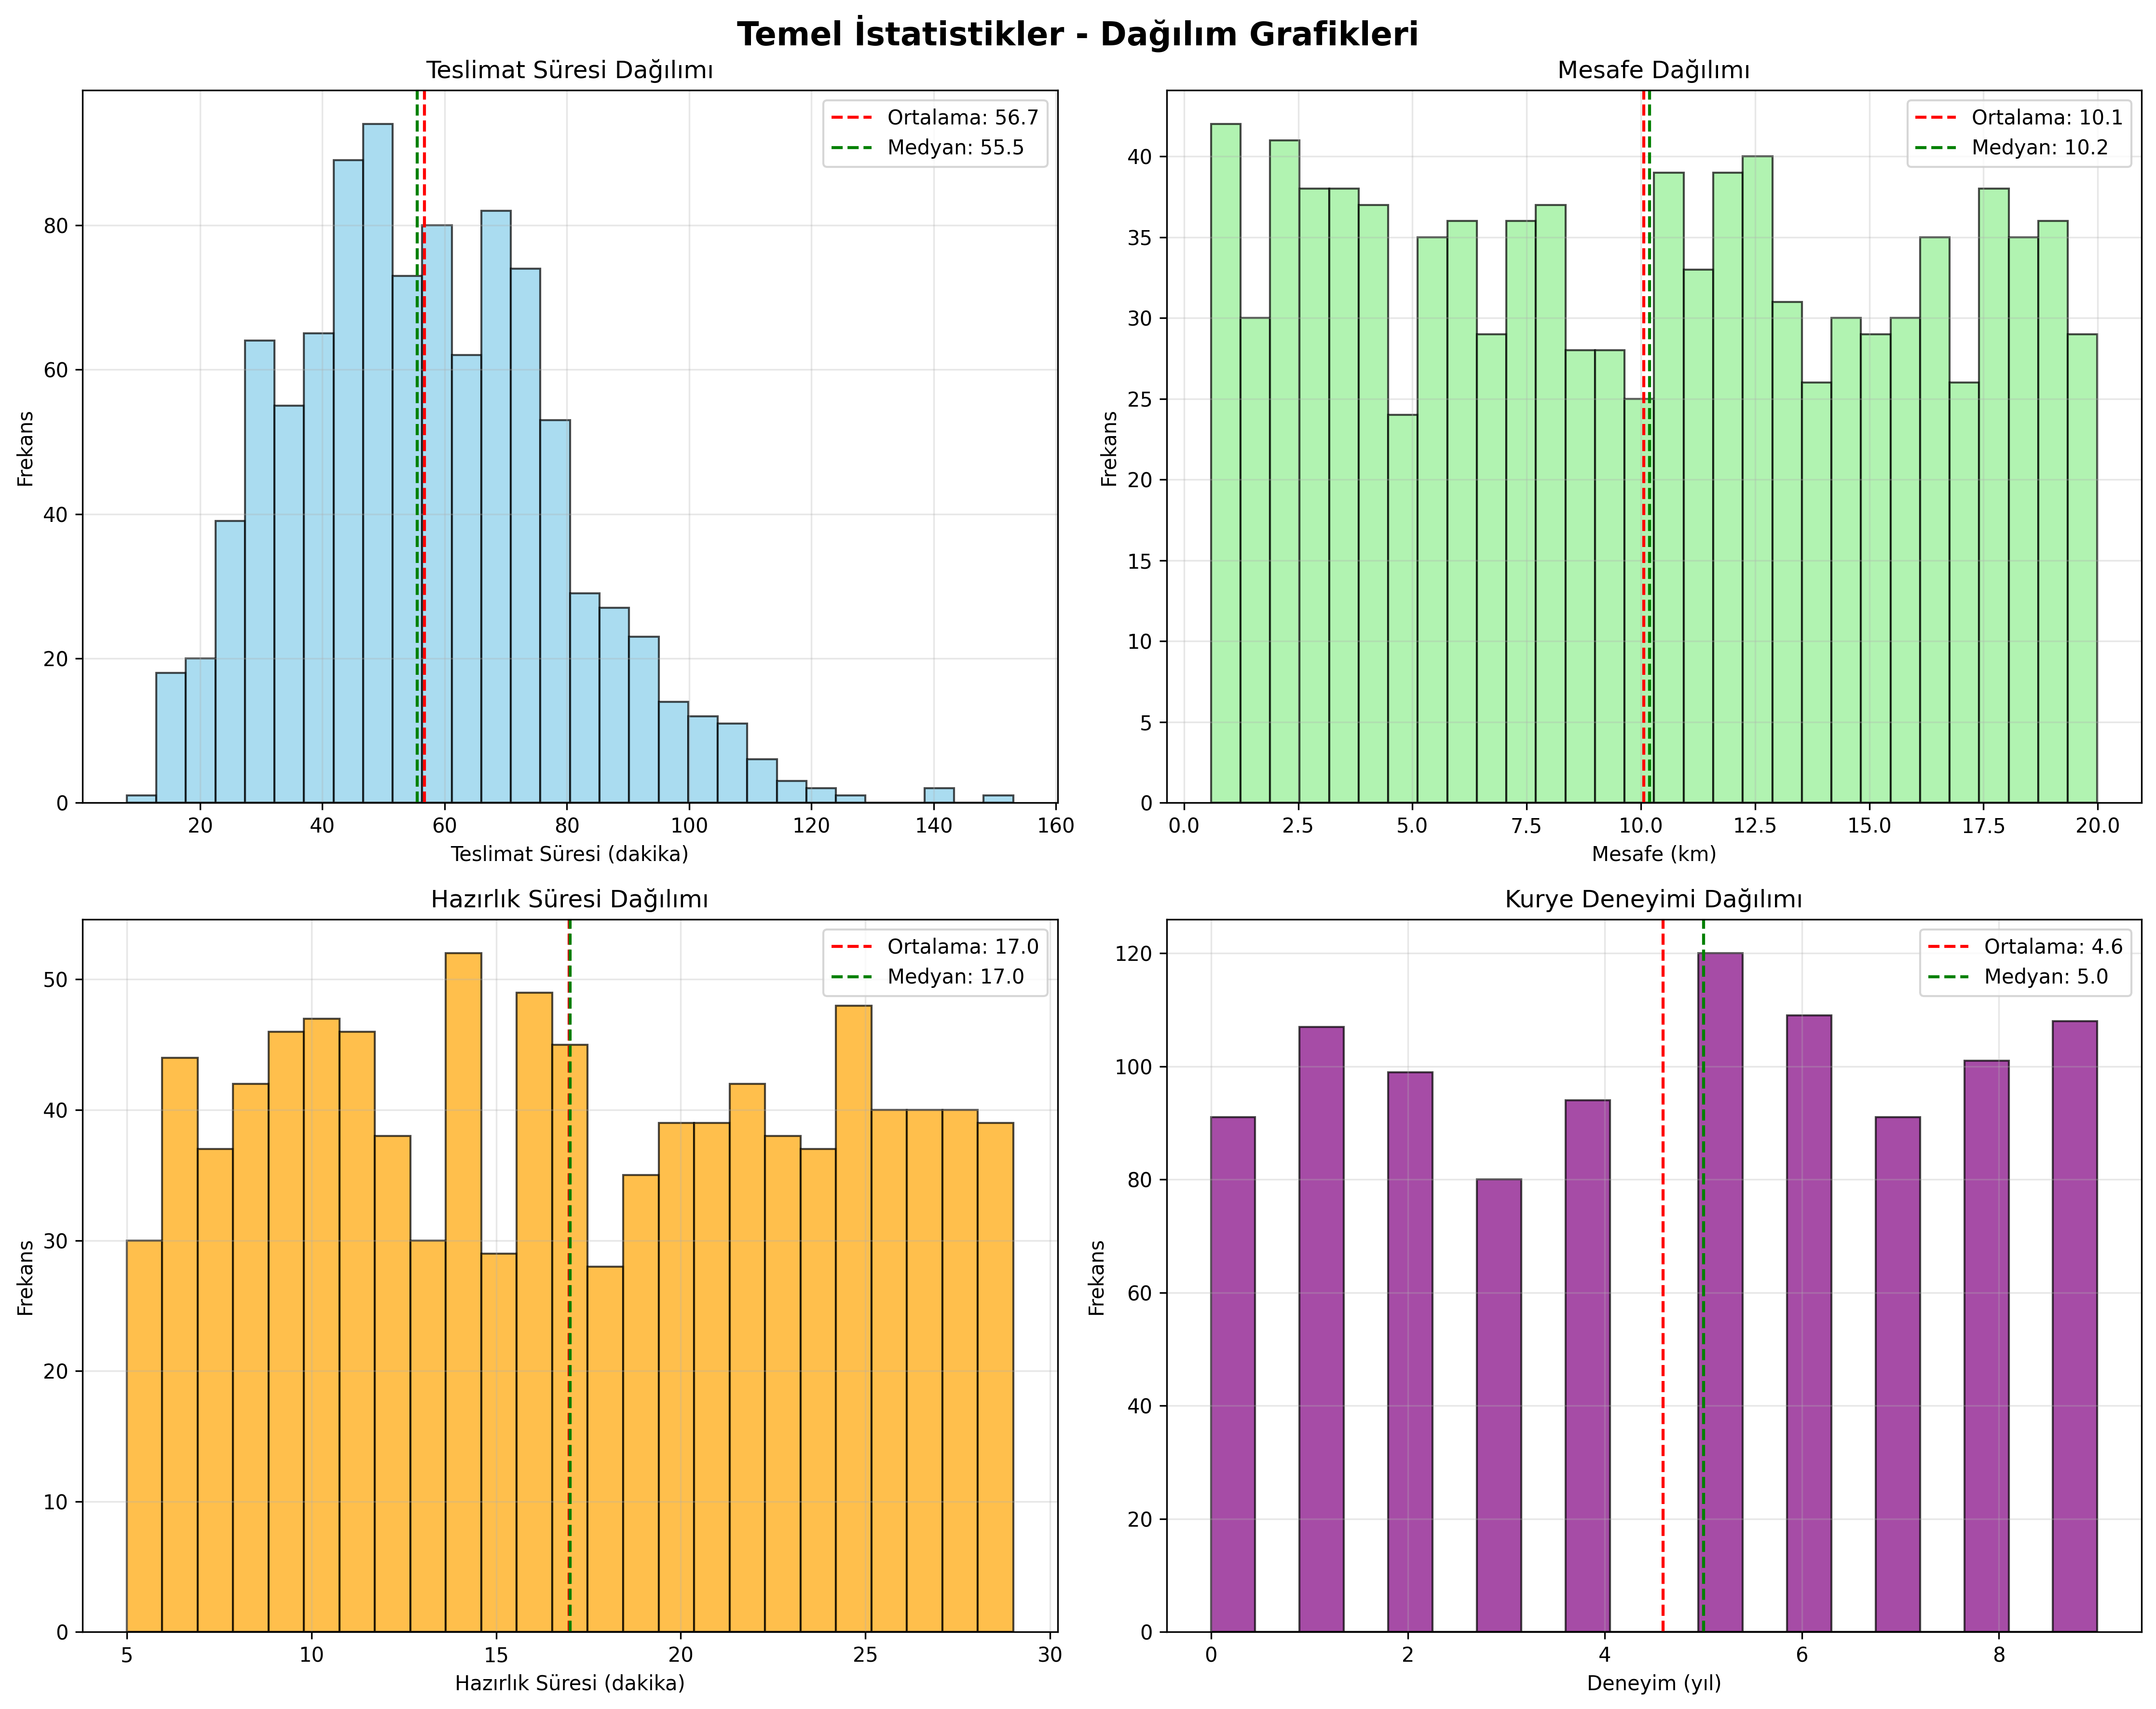 Temel İstatistikler - Dağılım Grafikleri
Teslimat Süresi Dağılımı
Ortalama: 56.7
Medyan: 55.5
Frekans
80
60
40
20
0
20 40 60 80 100 120 140 160
Teslimat Süresi (dakika)
Mesafe Dağılımı
Ortalama: 10.1
Medyan: 10.2
Frekans
40
35
30
25
20
15
10
5
0
0.0 2.5 5.0 7.5 10.0 12.5 15.0 17.5 20.0
Mesafe (km)
Hazırlık Süresi Dağılımı
Ortalama: 17.0
Medyan: 17.0
Frekans
50
40
30
20
10
0
5 10 15 20 25 30
Hazırlık Süresi (dakika)
Kurye Deneyimi Dağılımı
Ortalama: 4.6
Medyan: 5.0
Frekans
120
100
80
60
40
20
0
0 2 4 6 8
Deneyim (yıl)